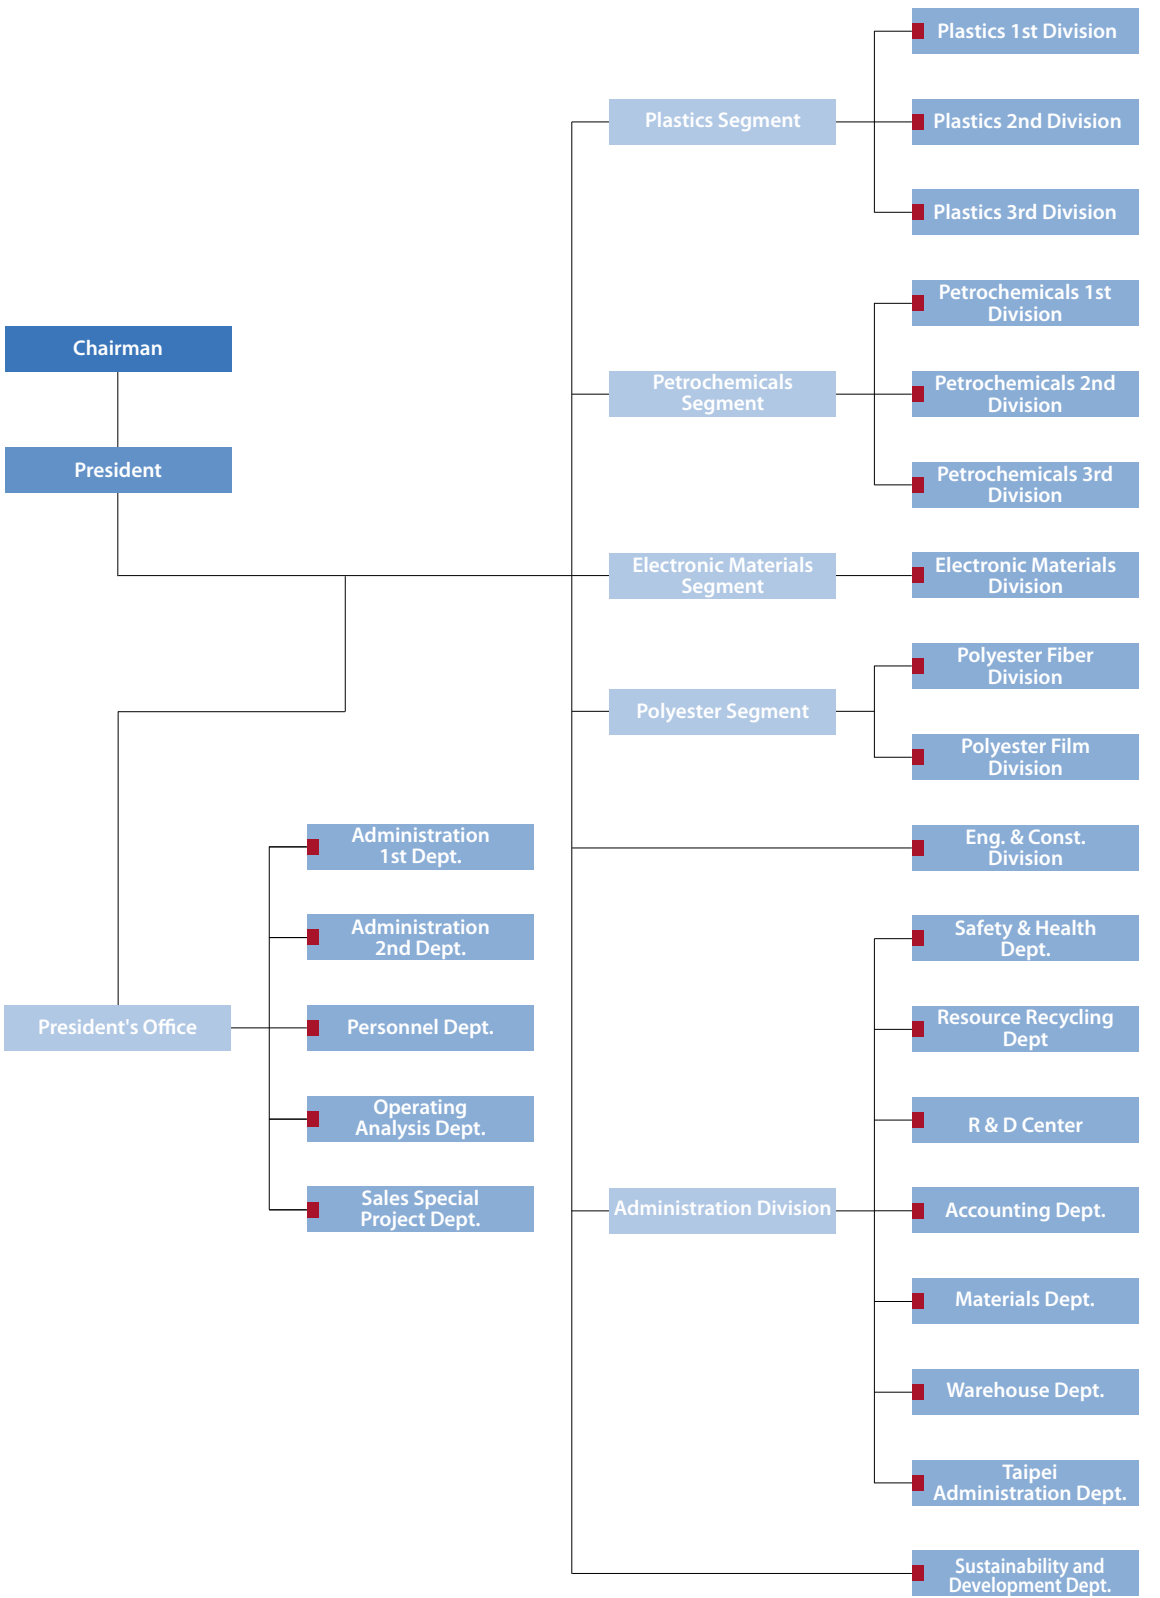 Chairman
President
President's Office
Administration
1st Dept.
Administration
2nd Dept.
Personnel Dept.
Operating
Analysis Dept.
Sales Special
Project Dept.
Plastics Segment
Plastics 1st Division
Plastics 2nd Division
Plastics 3rd Division
Petrochemicals
Segment
Petrochemicals 1st
Division
Petrochemicals 2nd
Division
Petrochemicals 3rd
Division
Electronic Materials
Segment
Electronic Materials
Division
Polyester Segment
Polyester Fiber
Division
Polyester Film
Division
Eng. & Const.
Division
Administration Division
Safety & Health
Dept.
Resource Recycling
Dept
R & D Center
Accounting Dept.
Materials Dept.
Warehouse Dept.
Taipei
Administration Dept.
Sustainability and
Development Dept.